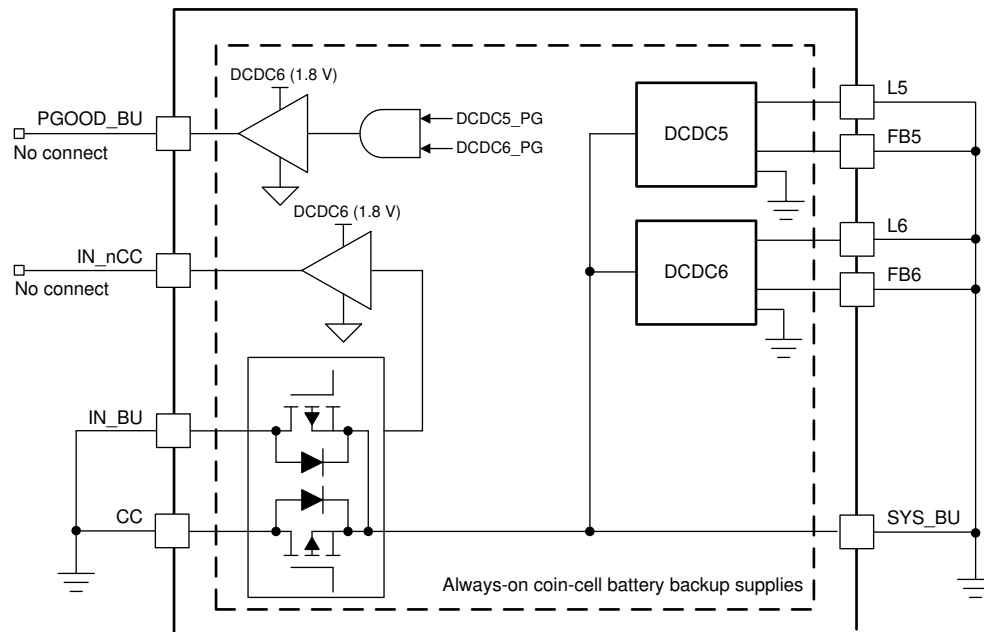 DCDC6 (1.8 V)
PGOOD_BU
No connect
DCDC5_PG
DCDC6_PG
DCDC5
L5
FB5
DCDC6 (1.8 V)
IN_nCC
No connect
DCDC6
L6
FB6
IN_BU
CC
SYS_BU
Always-on coin-cell battery backup supplies